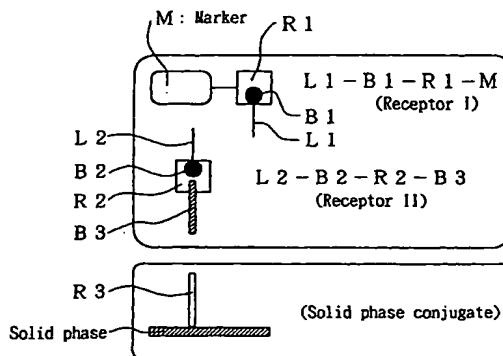 M : Marker
R 1
L 1 – B 1 – R 1 – M
(Receptor I)
B 1
L 1
L 2
B 2
R 2
B 3
L 2 – B 2 – R 2 – B 3
(Receptor II)
R 3
(Solid phase conjugate)
Solid phase